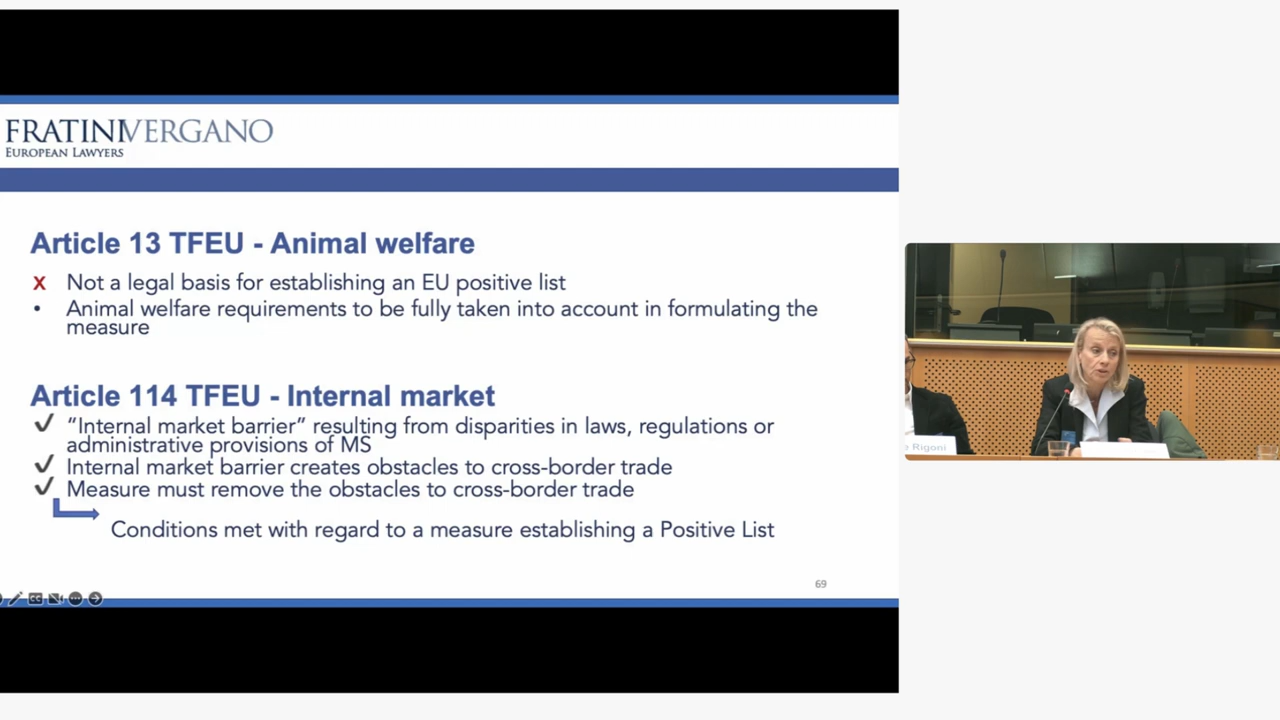 FRATINIVERGANO
EUROPEAN LAWYERS
Article 13 TFEU - Animal welfare
x Not a legal basis for establishing an EU positive list
• Animal welfare requirements to be fully taken into account in formulating the
measure
Article 114 TFEU - Internal market
✓ “Internal market barrier” resulting from disparities in laws, regulations or
administrative provisions of MS
✓ Internal market barrier creates obstacles to cross-border trade
✓ Measure must remove the obstacles to cross-border trade
Conditions met with regard to a measure establishing a Positive List
69
CC
Rigoni